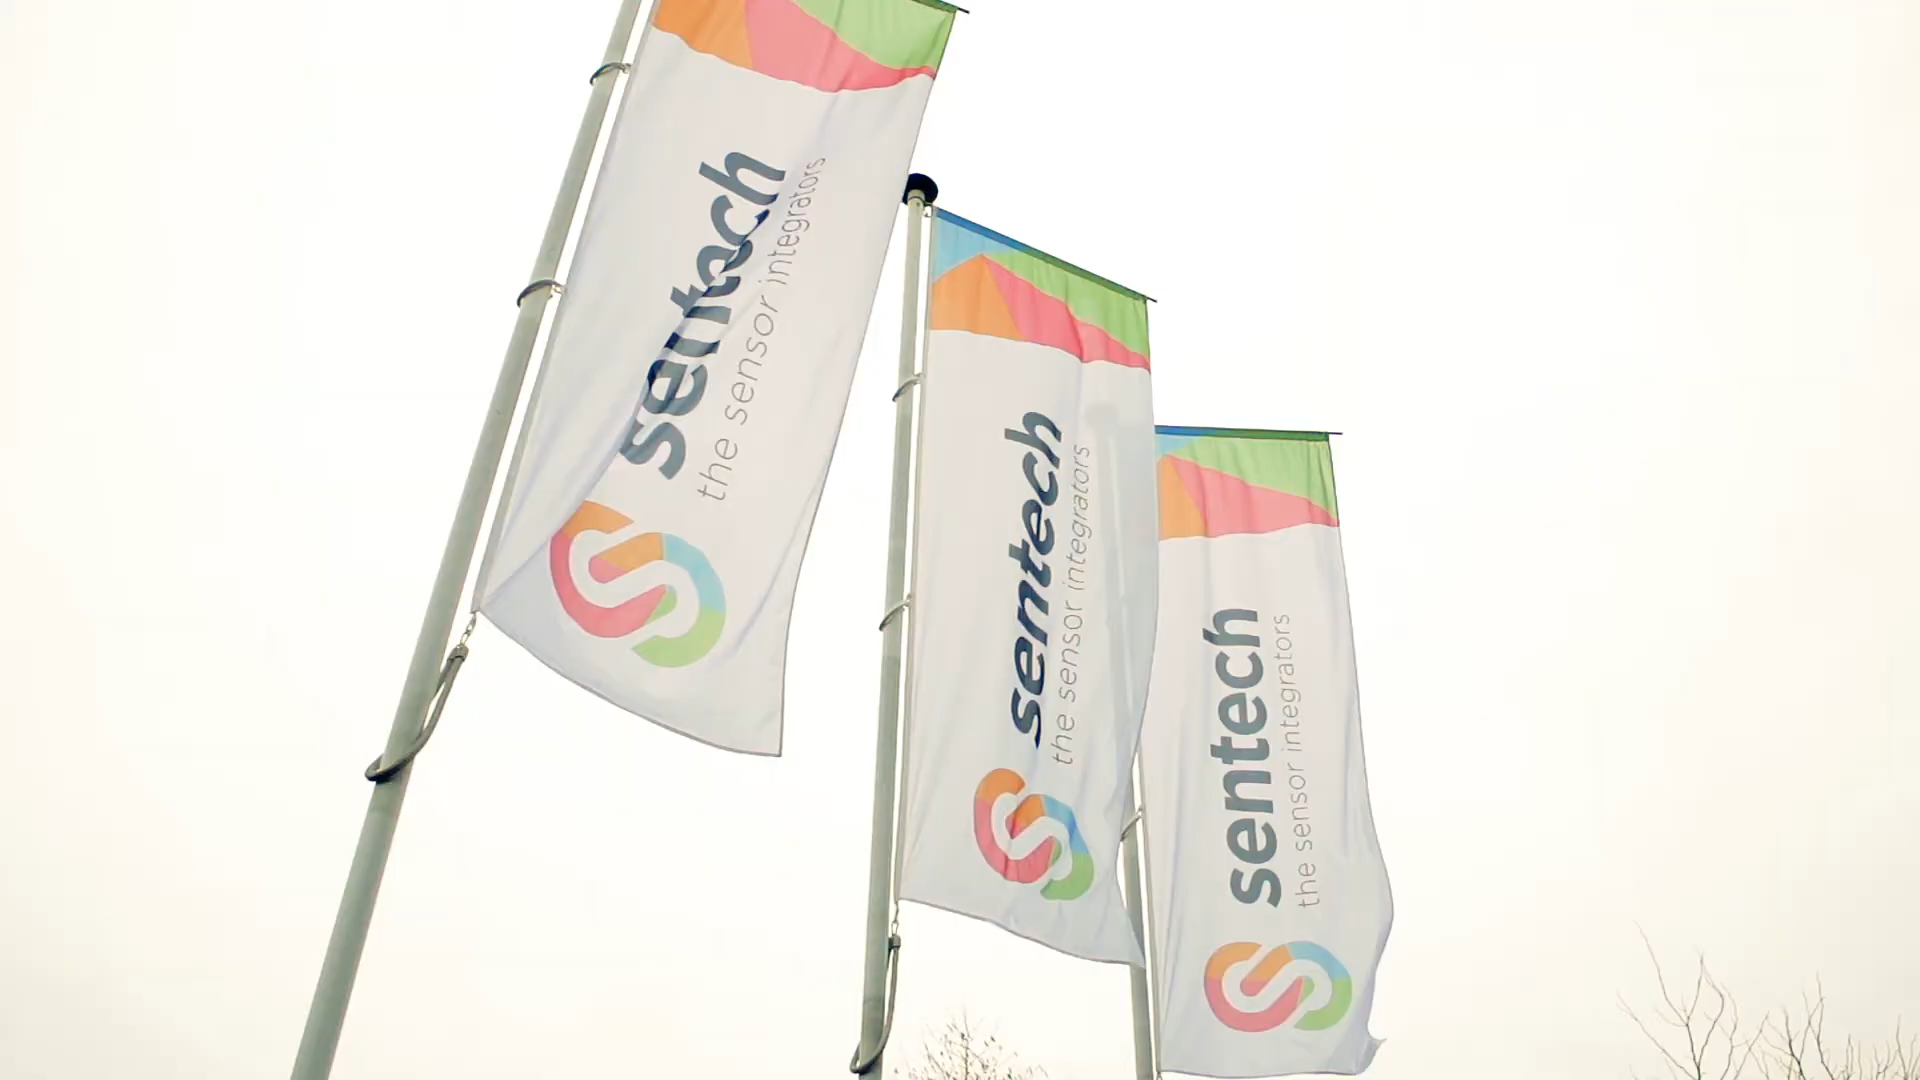 sentech
the sensor integrators
sentech
the sensor integrators
sentech
the sensor integrators